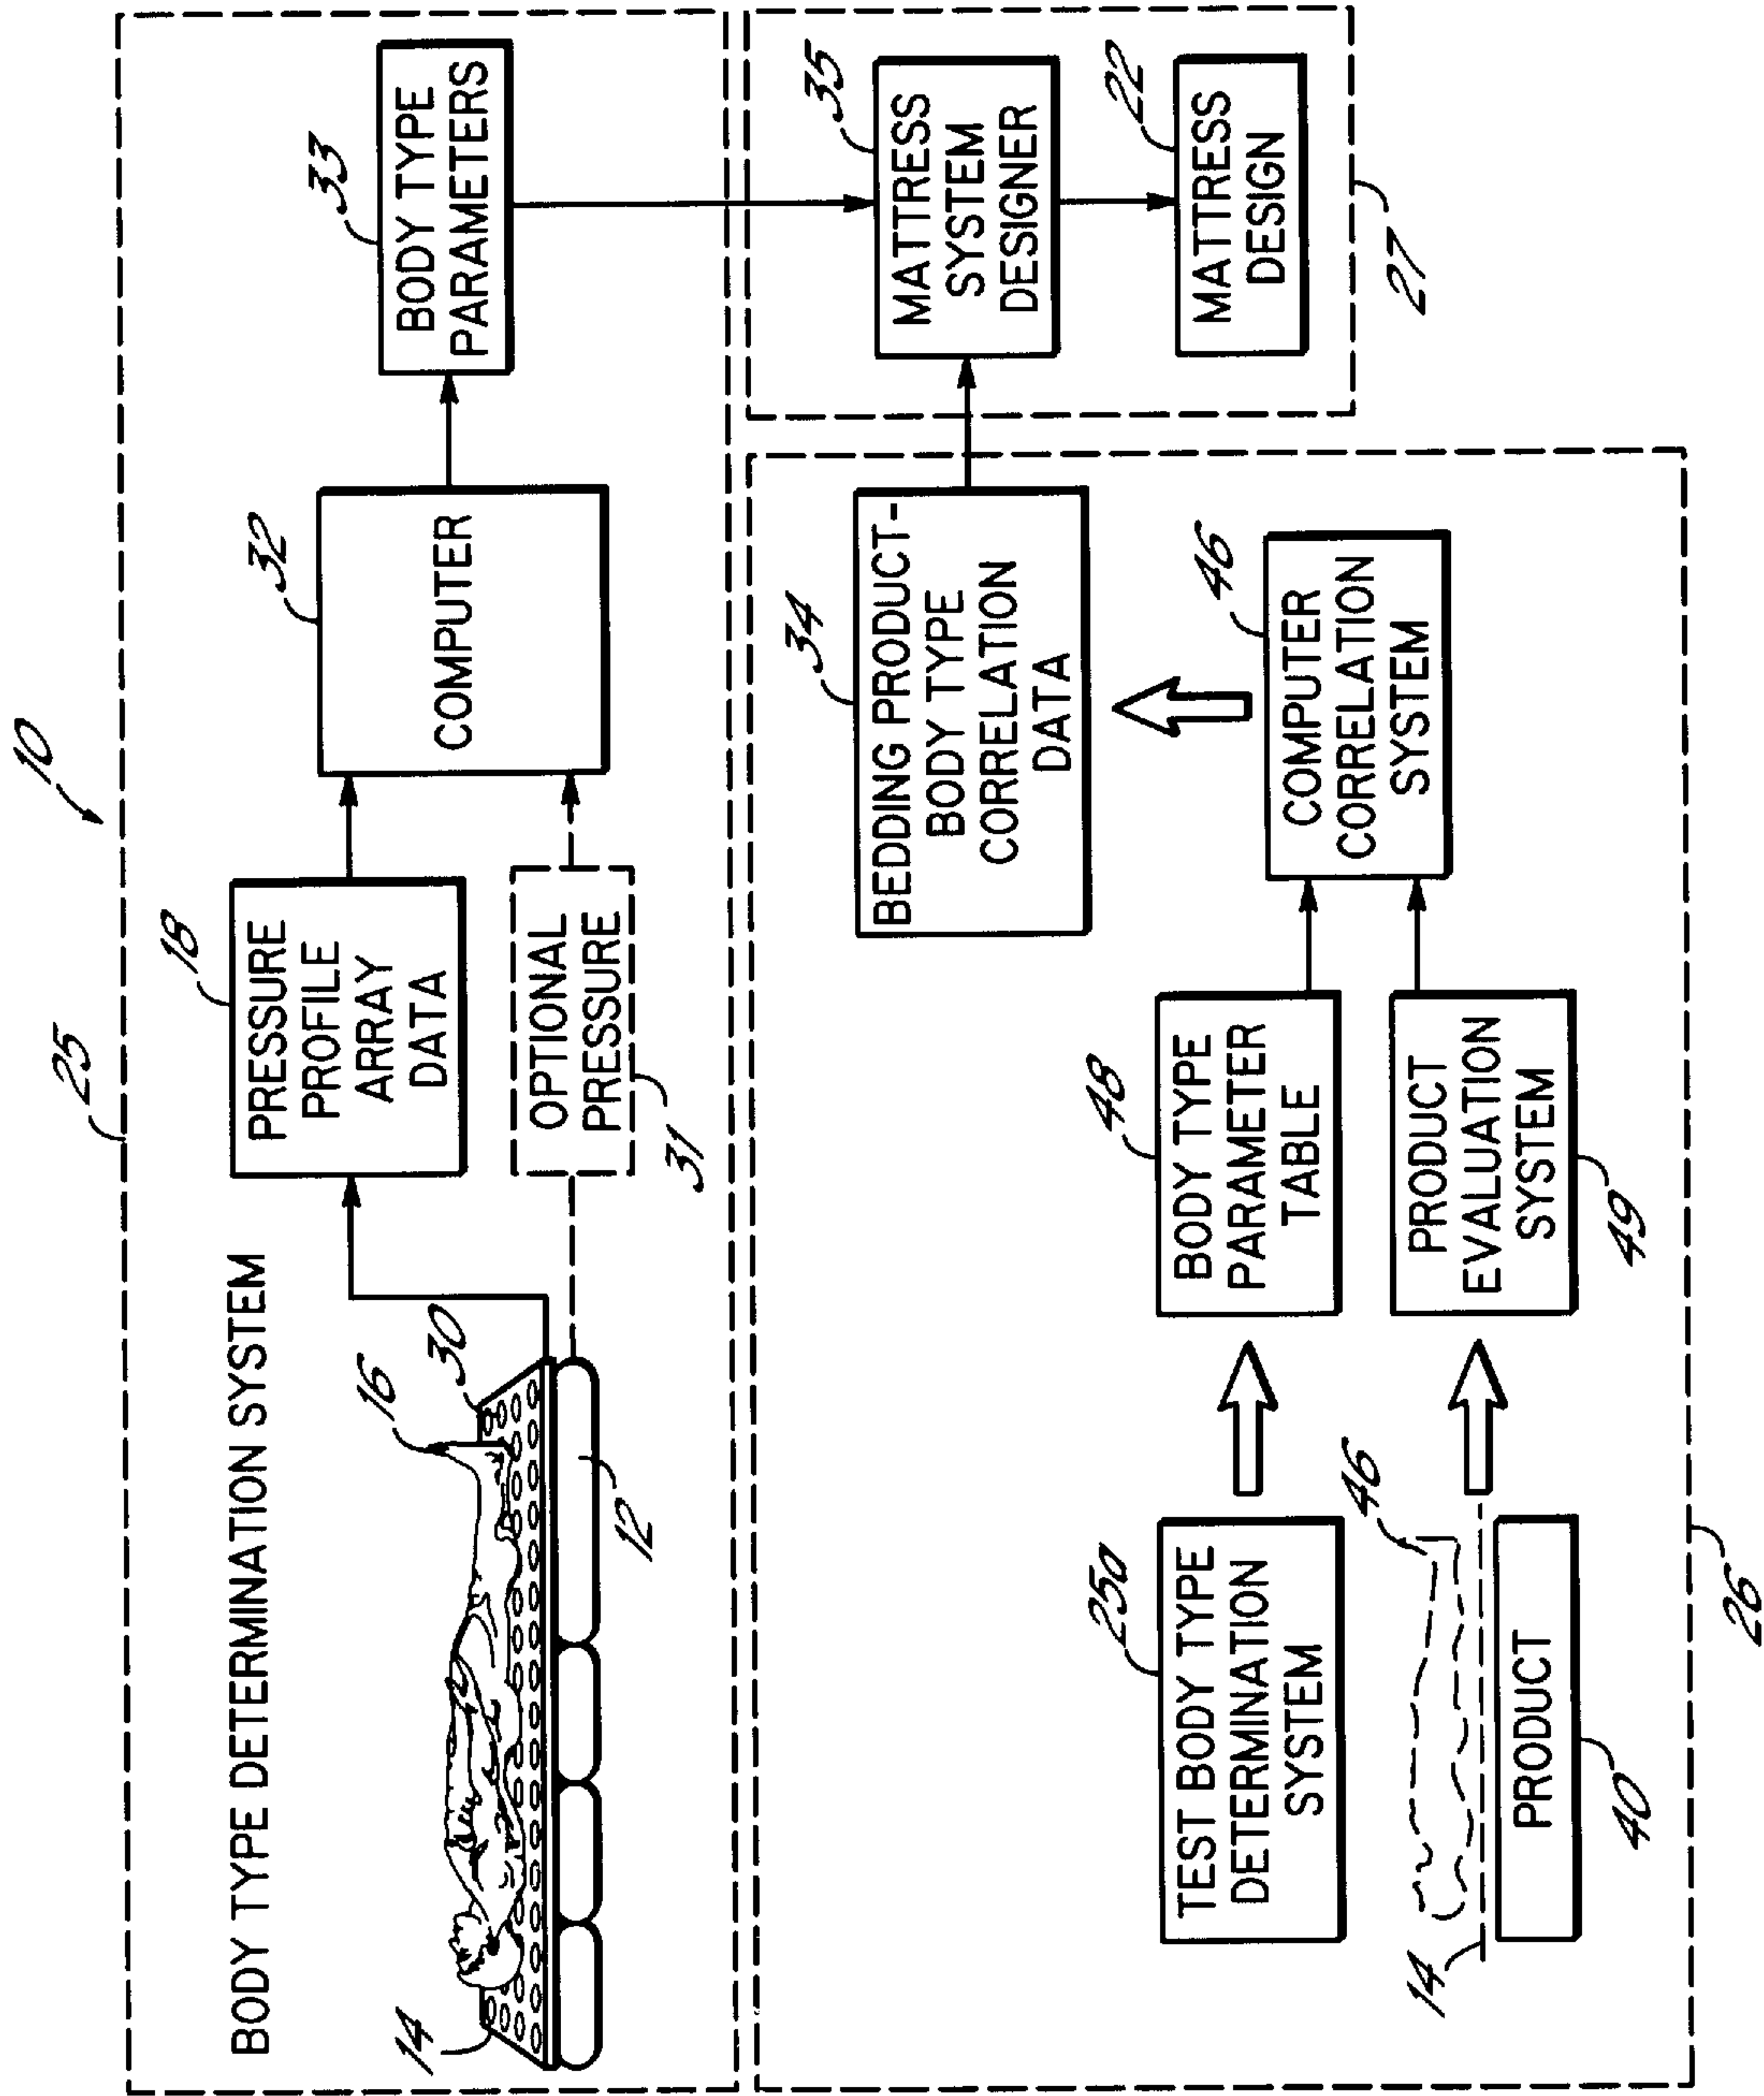 10
25
BODY TYPE DETERMINATION SYSTEM
14
16
30
12
18
PRESSURE
PROFILE
ARRAY
DATA
OPTIONAL
PRESSURE
31
32
COMPUTER
33
BODY TYPE
PARAMETERS
250
TEST BODY TYPE
DETERMINATION
SYSTEM
46
14
PRODUCT
40
48
BODY TYPE
PARAMETER
TABLE
PRODUCT
EVALUATION
SYSTEM
49
34
BEDDING PRODUCT-
BODY TYPE
CORRELATION
DATA
46
COMPUTER
CORRELATION
SYSTEM
26
35
MATTRESS
SYSTEM
DESIGNER
22
MATTRESS
DESIGN
27